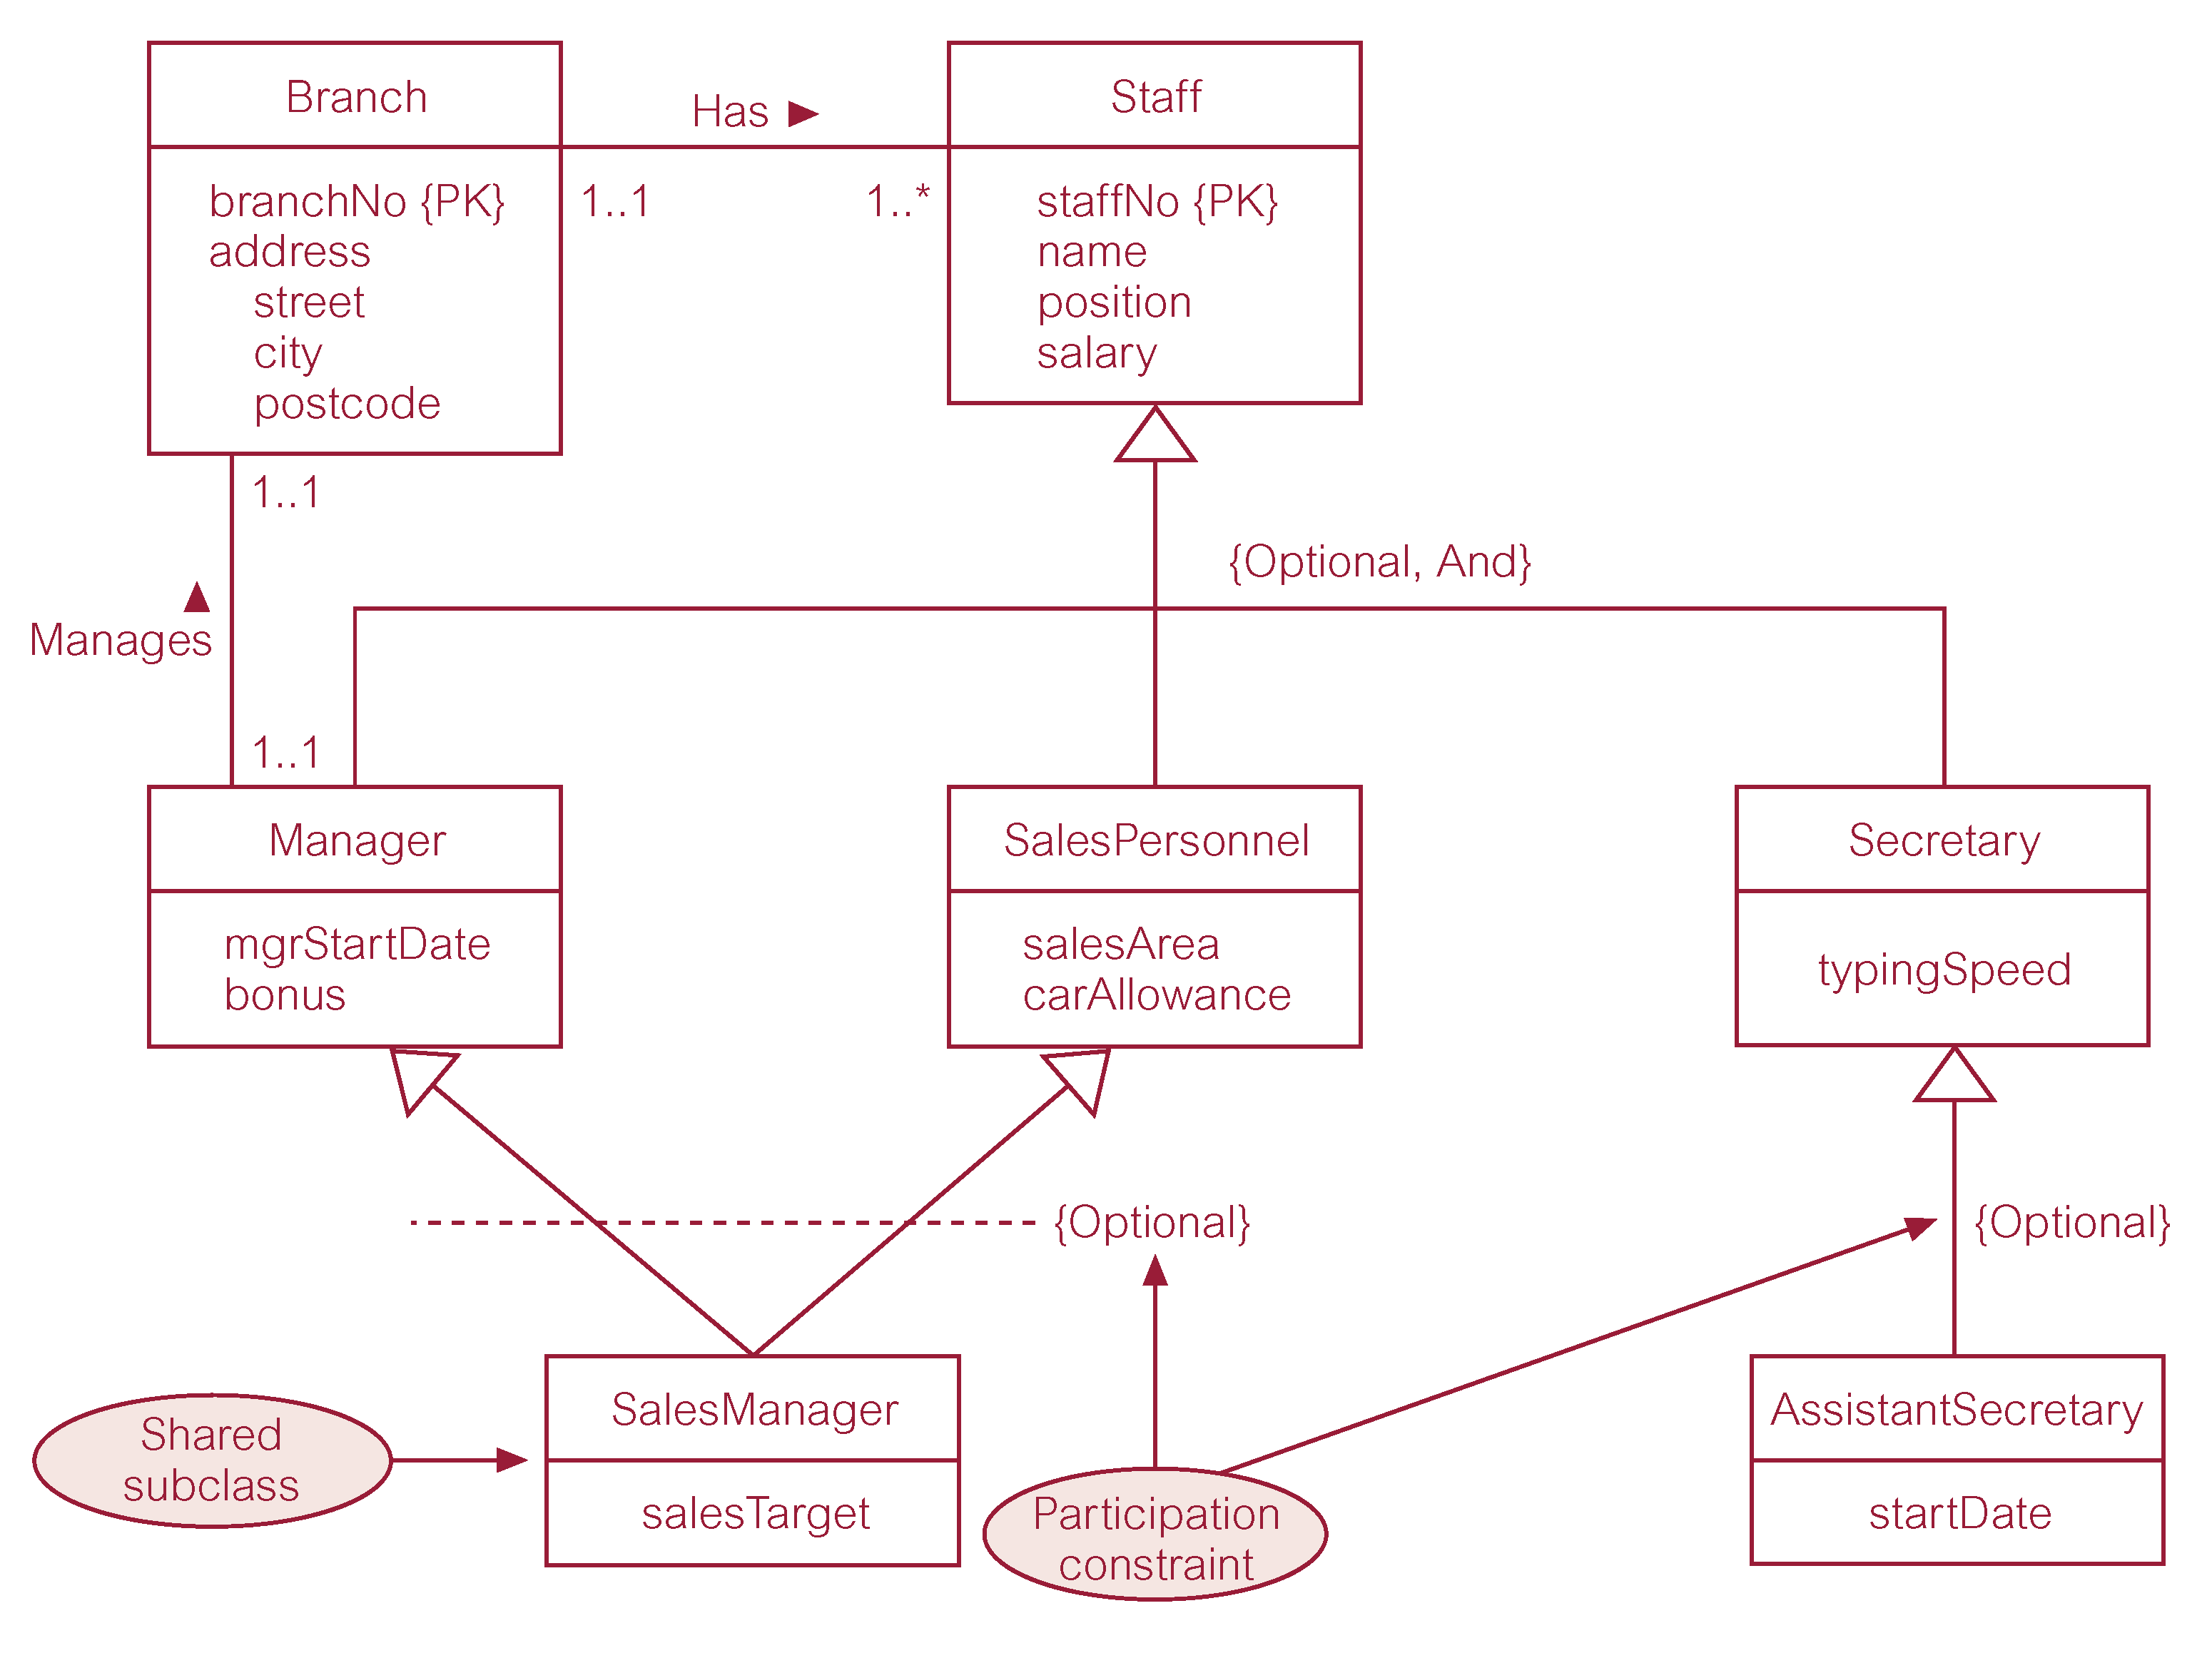 Branch
branchNo {PK}
address
street
city
postcode
Has ►
1..1
1..*
Staff
staffNo {PK}
name
position
salary
1..1
▲
Manages
1..1
{Optional, And}
Manager
mgrStartDate
bonus
SalesPersonnel
salesArea
carAllowance
Secretary
typingSpeed
{Optional}
{Optional}
Shared
subclass
SalesManager
salesTarget
Participation
constraint
AssistantSecretary
startDate